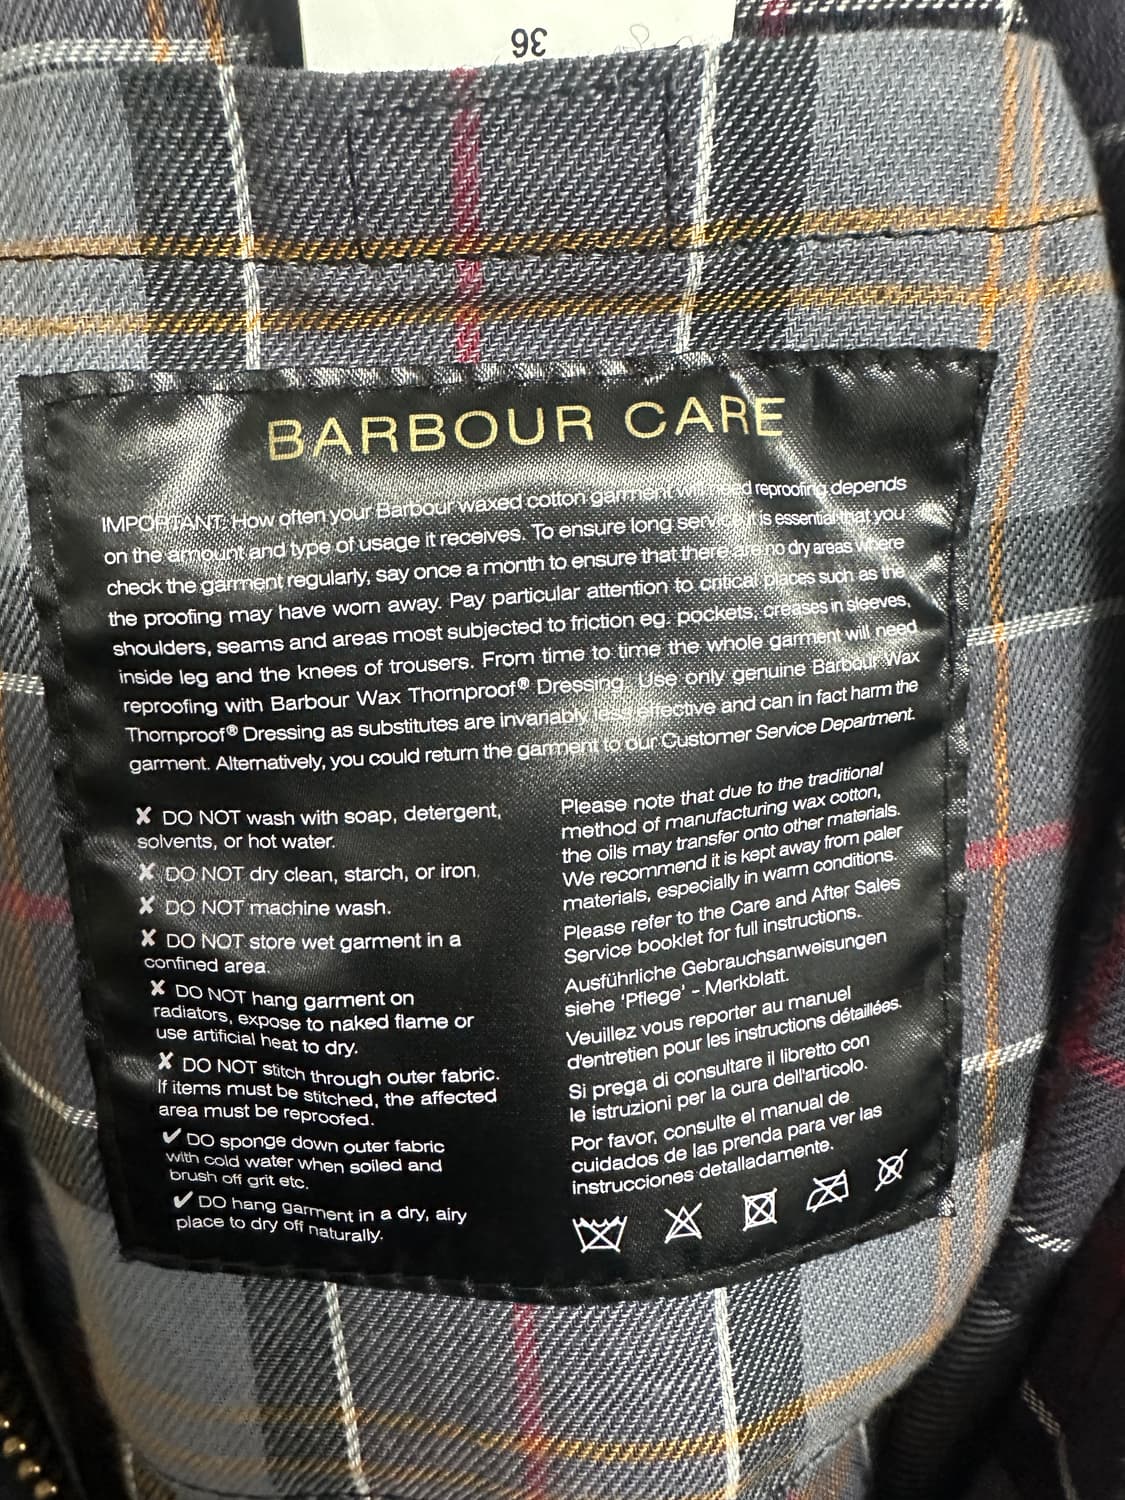 36
BARBOUR CARE
IMPORTANT: How often your Barbour waxed cotton garment will need reproofing depends
on the amount and type of usage it receives. To ensure long service it is essential that you
check the garment regularly, say once a month to ensure that there are no dry areas where
the proofing may have worn away. Pay particular attention to critical places such as the
shoulders, seams and areas most subjected to friction eg. pockets, creases in sleeves,
inside leg and the knees of trousers. From time to time the whole garment will need
reproofing with Barbour Wax Thornproof® Dressing. Use only genuine Barbour Wax
Thornproof® Dressing as substitutes are invariably less effective and can in fact harm the
garment. Alternatively, you could return the garment to our Customer Service Department.
✘ DO NOT wash with soap, detergent,
solvents, or hot water.
✘ DO NOT dry clean, starch, or iron.
✘ DO NOT machine wash.
✘ DO NOT store wet garment in a
confined area.
✘ DO NOT hang garment on
radiators, expose to naked flame or
use artificial heat to dry.
✘ DO NOT stitch through outer fabric.
If items must be stitched, the affected
area must be reproofed.
✔ DO sponge down outer fabric
with cold water when soiled and
brush off grit etc.
✔ DO hang garment in a dry, airy
place to dry off naturally.
Please note that due to the traditional
method of manufacturing wax cotton,
the oils may transfer onto other materials.
We recommend it is kept away from paler
materials, especially in warm conditions.
Please refer to the Care and After Sales
Service booklet for full instructions.
Ausführliche Gebrauchsanweisungen
siehe 'Pflege' - Merkblatt.
Veuillez vous reporter au manuel
d'entretien pour les instructions détaillées.
Si prega di consultare il libretto con
le istruzioni per la cura dell'articolo.
Por favor, consulte el manual de
cuidados de las prenda para ver las
instrucciones detalladamente.